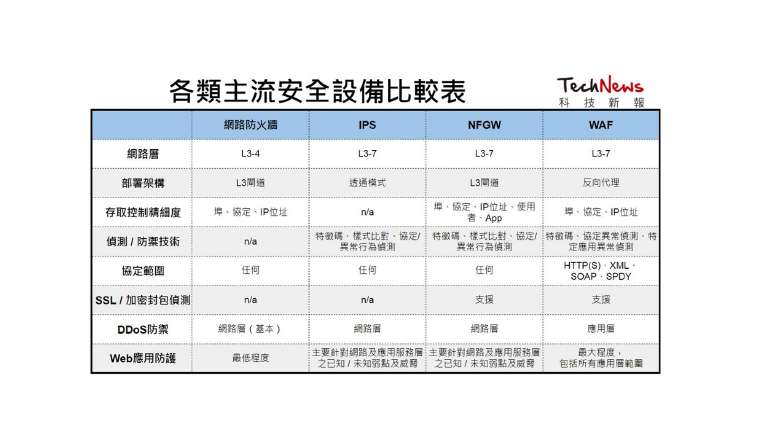 各類主流安全設備比較表
TechNews
科技新報
網路防火牆 IPS NFGW WAF
網路層 L3-4 L3-7 L3-7 L3-7
部署架構 L3閘道 透通模式 L3閘道 反向代理
存取控制精細度 埠、協定、IP位址 n/a 埠、協定、IP位址、使用者、App 埠、協定、IP位址
偵測 / 防禦技術 n/a 特徵碼、樣式比對、協定/異常行為偵測 特徵碼、樣式比對、協定/異常行為偵測 特徵碼、協定異常偵測、特定應用異常偵測
協定範圍 任何 任何 任何 HTTP(S)、XML、SOAP、SPDY
SSL / 加密封包偵測 n/a n/a 支援 支援
DDoS防禦 網路層（基本） 網路層 網路層 應用層
Web應用防護 最低程度 主要針對網路及應用服務層之已知 / 未知弱點及威脅 主要針對網路及應用服務層之已知 / 未知弱點及威脅 最大程度，包括所有應用層範圍